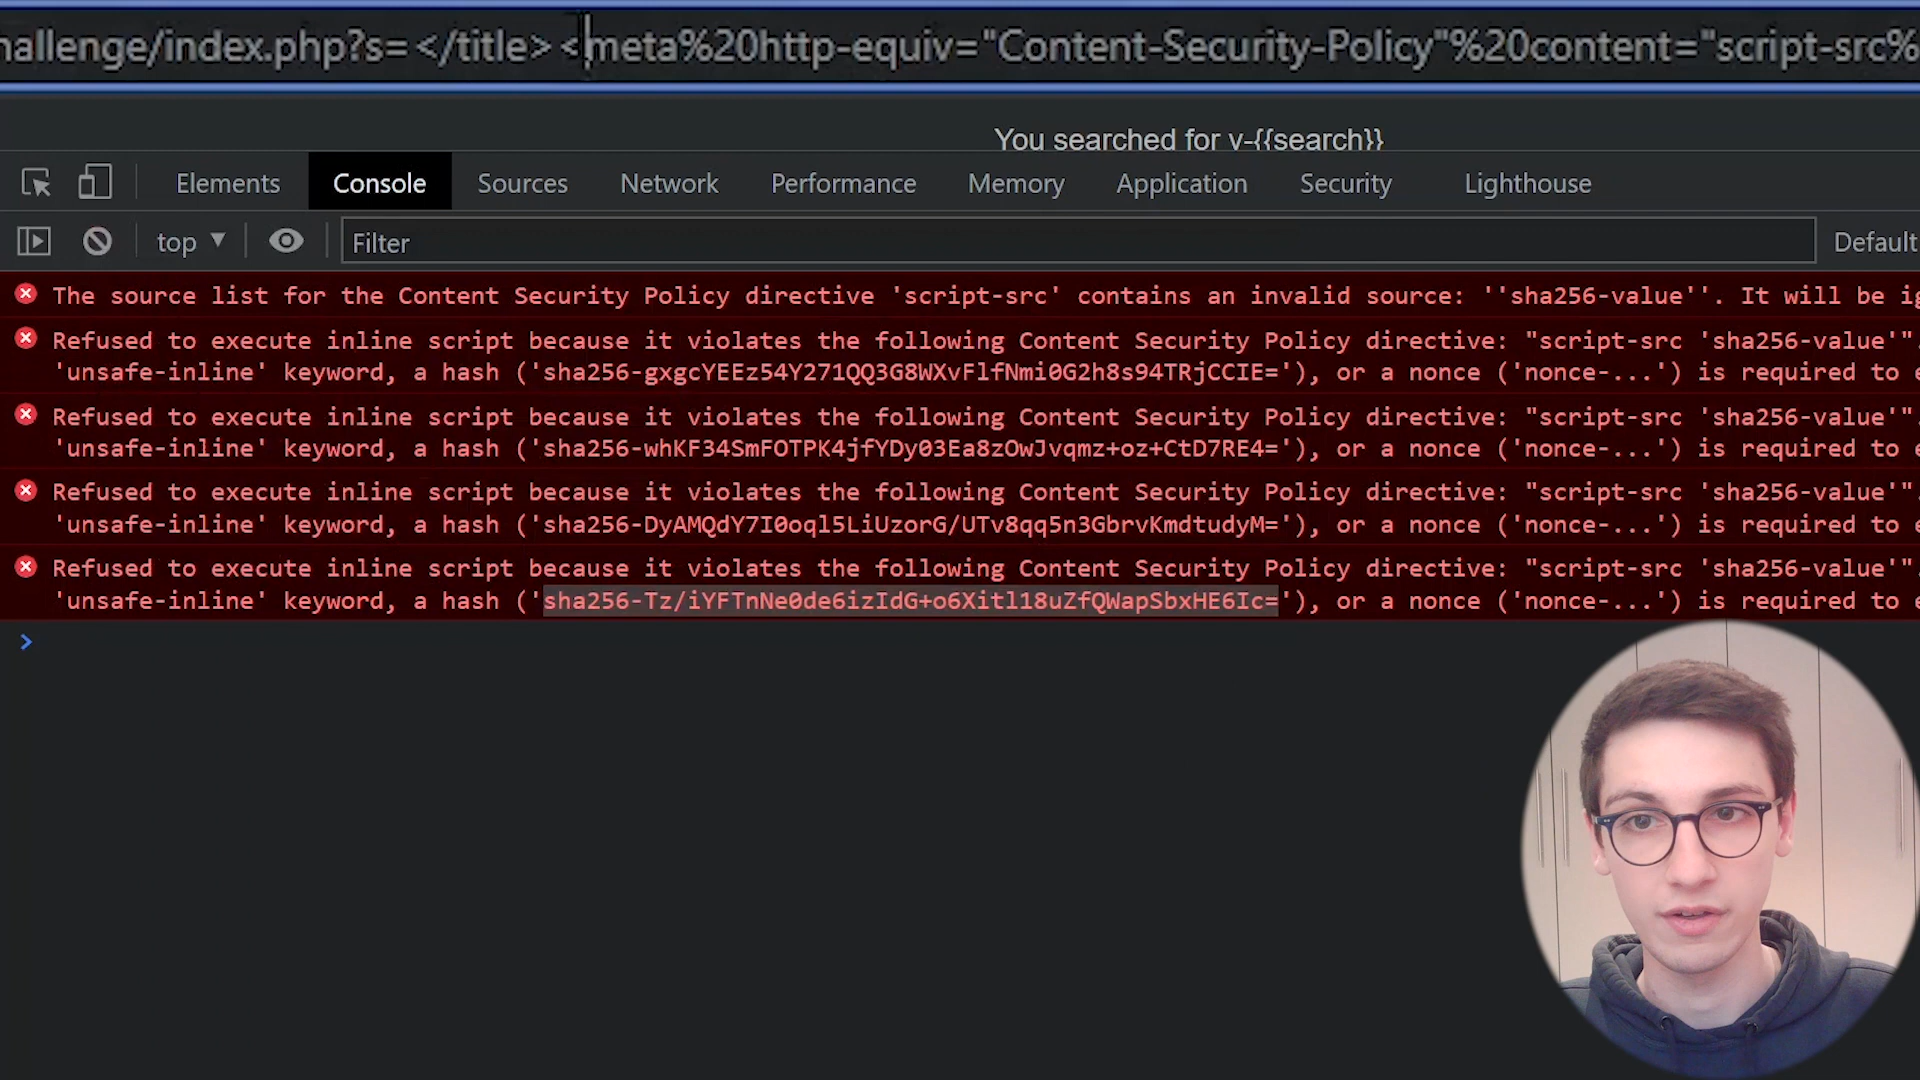 hallenge/index.php?s=</title><meta%20http-equiv="Content-Security-Policy"%20content="script-src%
You searched for v-{{search}}
Elements Console Sources Network Performance Memory Application Security Lighthouse
top ▼ Filter Default
The source list for the Content Security Policy directive 'script-src' contains an invalid source: ''sha256-value''. It will be ig
Refused to execute inline script because it violates the following Content Security Policy directive: "script-src 'sha256-value'".
'unsafe-inline' keyword, a hash ('sha256-gxgcYEEz54Y271QQ3G8WXvFlfNmi0G2h8s94TRjCCIE='), or a nonce ('nonce-...') is required to e
Refused to execute inline script because it violates the following Content Security Policy directive: "script-src 'sha256-value'".
'unsafe-inline' keyword, a hash ('sha256-whKF34SmFOTPK4jfYDy03Ea8zOwJvqmz+oz+CtD7RE4='), or a nonce ('nonce-...') is required to e
Refused to execute inline script because it violates the following Content Security Policy directive: "script-src 'sha256-value'".
'unsafe-inline' keyword, a hash ('sha256-DyAMQdY7I0oql5LiUzorG/UTv8qq5n3GbrvKmdtudyM='), or a nonce ('nonce-...') is required to e
Refused to execute inline script because it violates the following Content Security Policy directive: "script-src 'sha256-value'".
'unsafe-inline' keyword, a hash ('sha256-Tz/iYFTnNe0de6izIdG+o6Xitl18uZfQWapSbxHE6Ic='), or a nonce ('nonce-...') is required to e